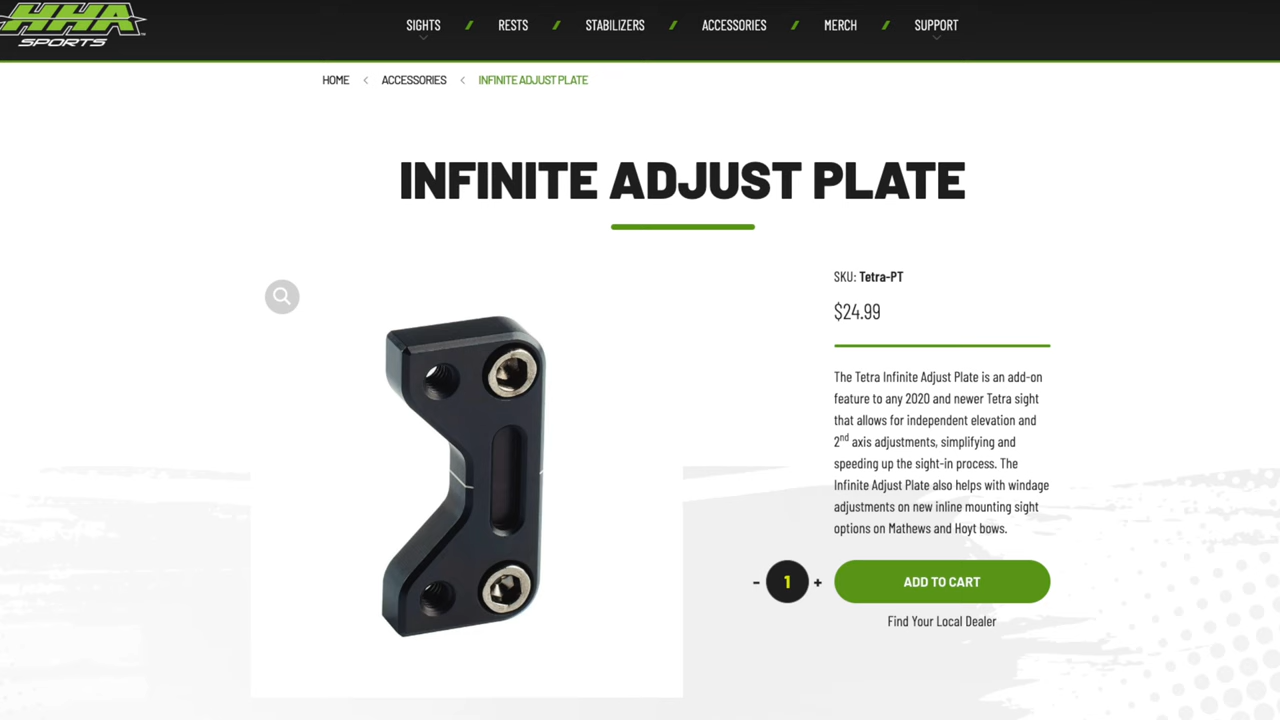 HHA
SPORTS
SIGHTS
RESTS
STABILIZERS
ACCESSORIES
MERCH
SUPPORT
HOME < ACCESSORIES < INFINITE ADJUST PLATE
INFINITE ADJUST PLATE
SKU: Tetra-PT
$24.99
The Tetra Infinite Adjust Plate is an add-on
feature to any 2020 and newer Tetra sight
that allows for independent elevation and
2nd axis adjustments, simplifying and
speeding up the sight-in process. The
Infinite Adjust Plate also helps with windage
adjustments on new inline mounting sight
options on Mathews and Hoyt bows.
- 1 +
ADD TO CART
Find Your Local Dealer